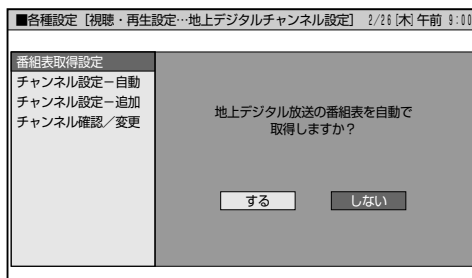 ■各種設定［視聴・再生設定…地上デジタルチャンネル設定］ 2/26［木］午前 9:00
番組表取得設定
チャンネル設定－自動
チャンネル設定－追加
チャンネル確認／変更
地上デジタル放送の番組表を自動で
取得しますか？
する しない